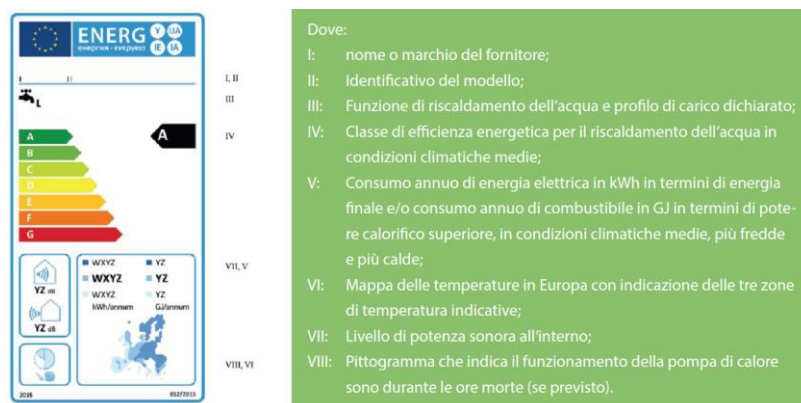 ENERG Y UA
енергия · ενεργεια IE IA
I II
I, II
L
III
A A
IV
B
C
D
E
F
G
WXYZ YZ
WXYZ YZ
WXYZ YZ
kWh/annum GJ/annum
YZ dB
YZ dB
VII, V
VIII, VI
2015 812/2013
Dove:
I: nome o marchio del fornitore;
II: Identificativo del modello;
III: Funzione di riscaldamento dell'acqua e profilo di carico dichiarato;
IV: Classe di efficienza energetica per il riscaldamento dell'acqua in
condizioni climatiche medie;
V: Consumo annuo di energia elettrica in kWh in termini di energia
finale e/o consumo annuo di combustibile in GJ in termini di pote-
re calorifico superiore, in condizioni climatiche medie, più fredde
e più calde;
VI: Mappa delle temperature in Europa con indicazione delle tre zone
di temperatura indicative;
VII: Livello di potenza sonora all'interno;
VIII: Pittogramma che indica il funzionamento della pompa di calore
sono durante le ore morte (se previsto).